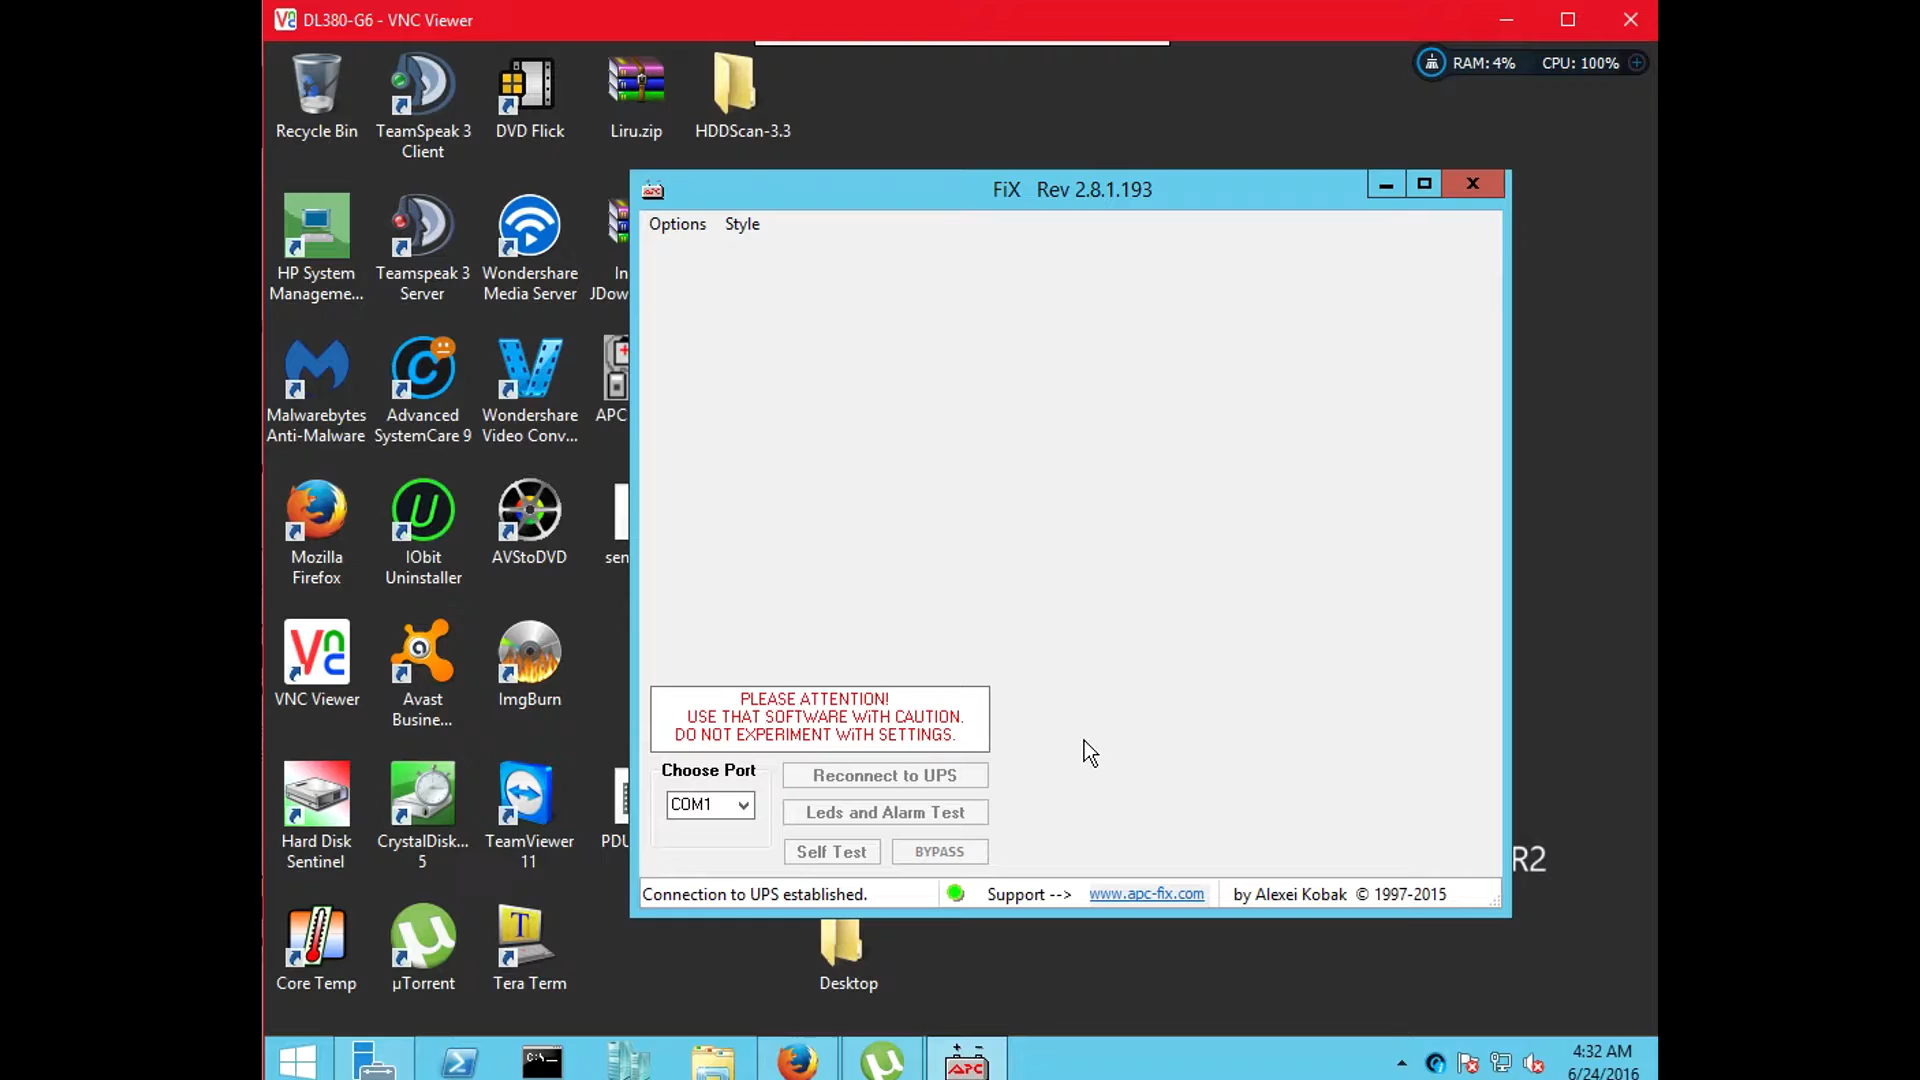 DL380-G6 - VNC Viewer
RAM: 4% CPU: 100%
Recycle Bin
TeamSpeak 3
Client
DVD Flick
Liru.zip
HDDScan-3.3
HP System
Manageme...
Teamspeak 3
Server
Wondershare
Media Server
In
JDow
Malwarebytes
Anti-Malware
Advanced
SystemCare 9
Wondershare
Video Conv...
APC
Mozilla
Firefox
IObit
Uninstaller
AVStoDVD
sen
VNC Viewer
Avast
Busine...
ImgBurn
Hard Disk
Sentinel
CrystalDisk...
5
TeamViewer
11
PDU
Core Temp
µTorrent
Tera Term
Desktop
FiX Rev 2.8.1.193
Options Style
PLEASE ATTENTION!
USE THAT SOFTWARE WiTH CAUTION.
DO NOT EXPERIMENT WiTH SETTINGS.
Choose Port
COM1
Reconnect to UPS
Leds and Alarm Test
Self Test
BYPASS
Connection to UPS established.
Support -->
www.apc-fix.com
by Alexei Kobak © 1997-2015
R2
C:\_
APC
4:32 AM
6/24/2016